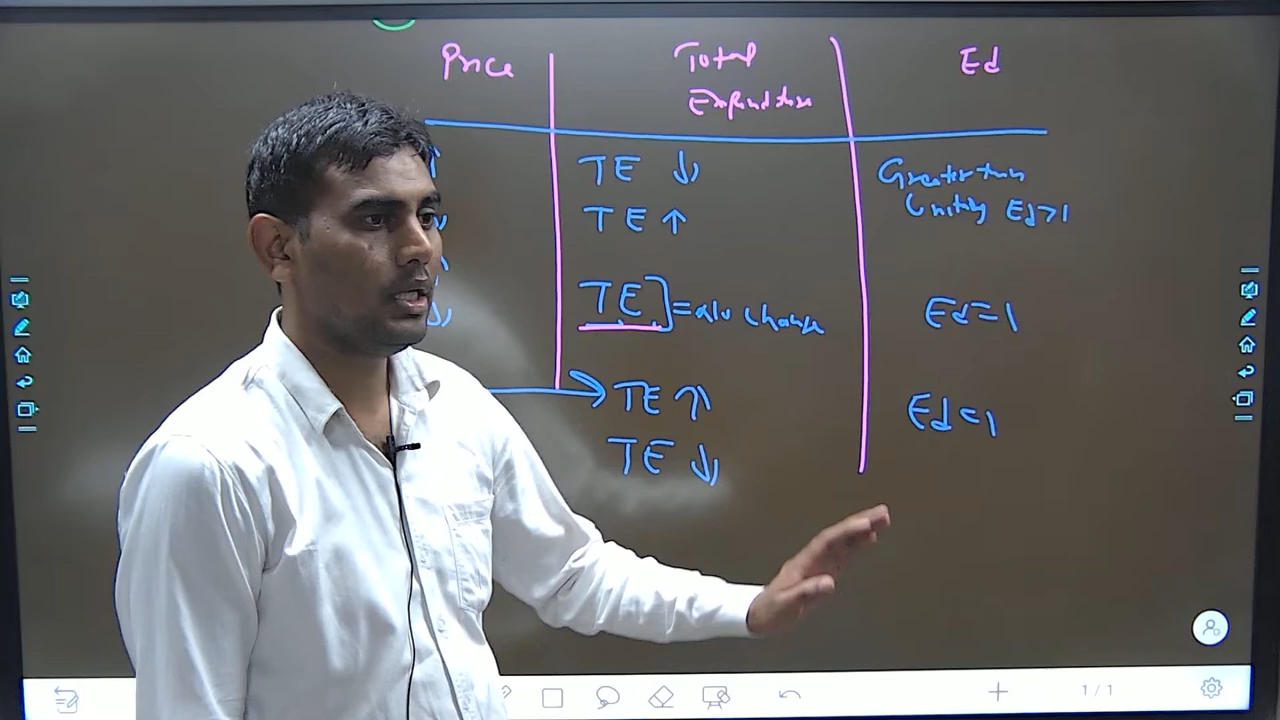 Price Total Ed
Expenditure
TE ↓ Greater than
TE ↑ Unity Ed>1
TE] = No Change Ed=1
TE ↑ Ed<1
TE ↓
1 / 1